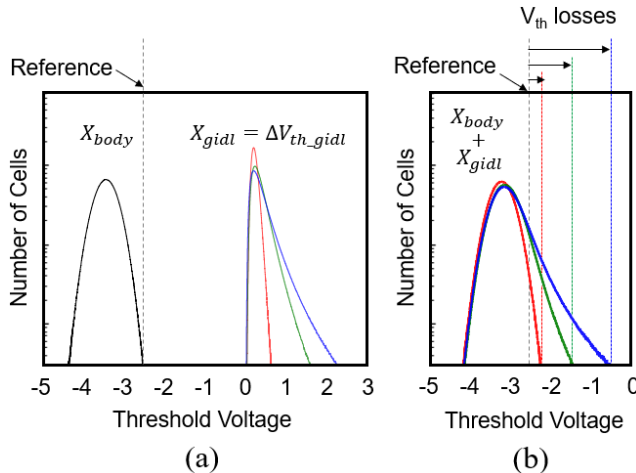 V_th losses
Reference
Reference
X_body
X_gidl = ΔV_th_gidl
X_body
+
X_gidl
Number of Cells
Number of Cells
-5 -4 -3 -2 -1 0 1 2 3
-5 -4 -3 -2 -1 0
Threshold Voltage
Threshold Voltage
(a)
(b)